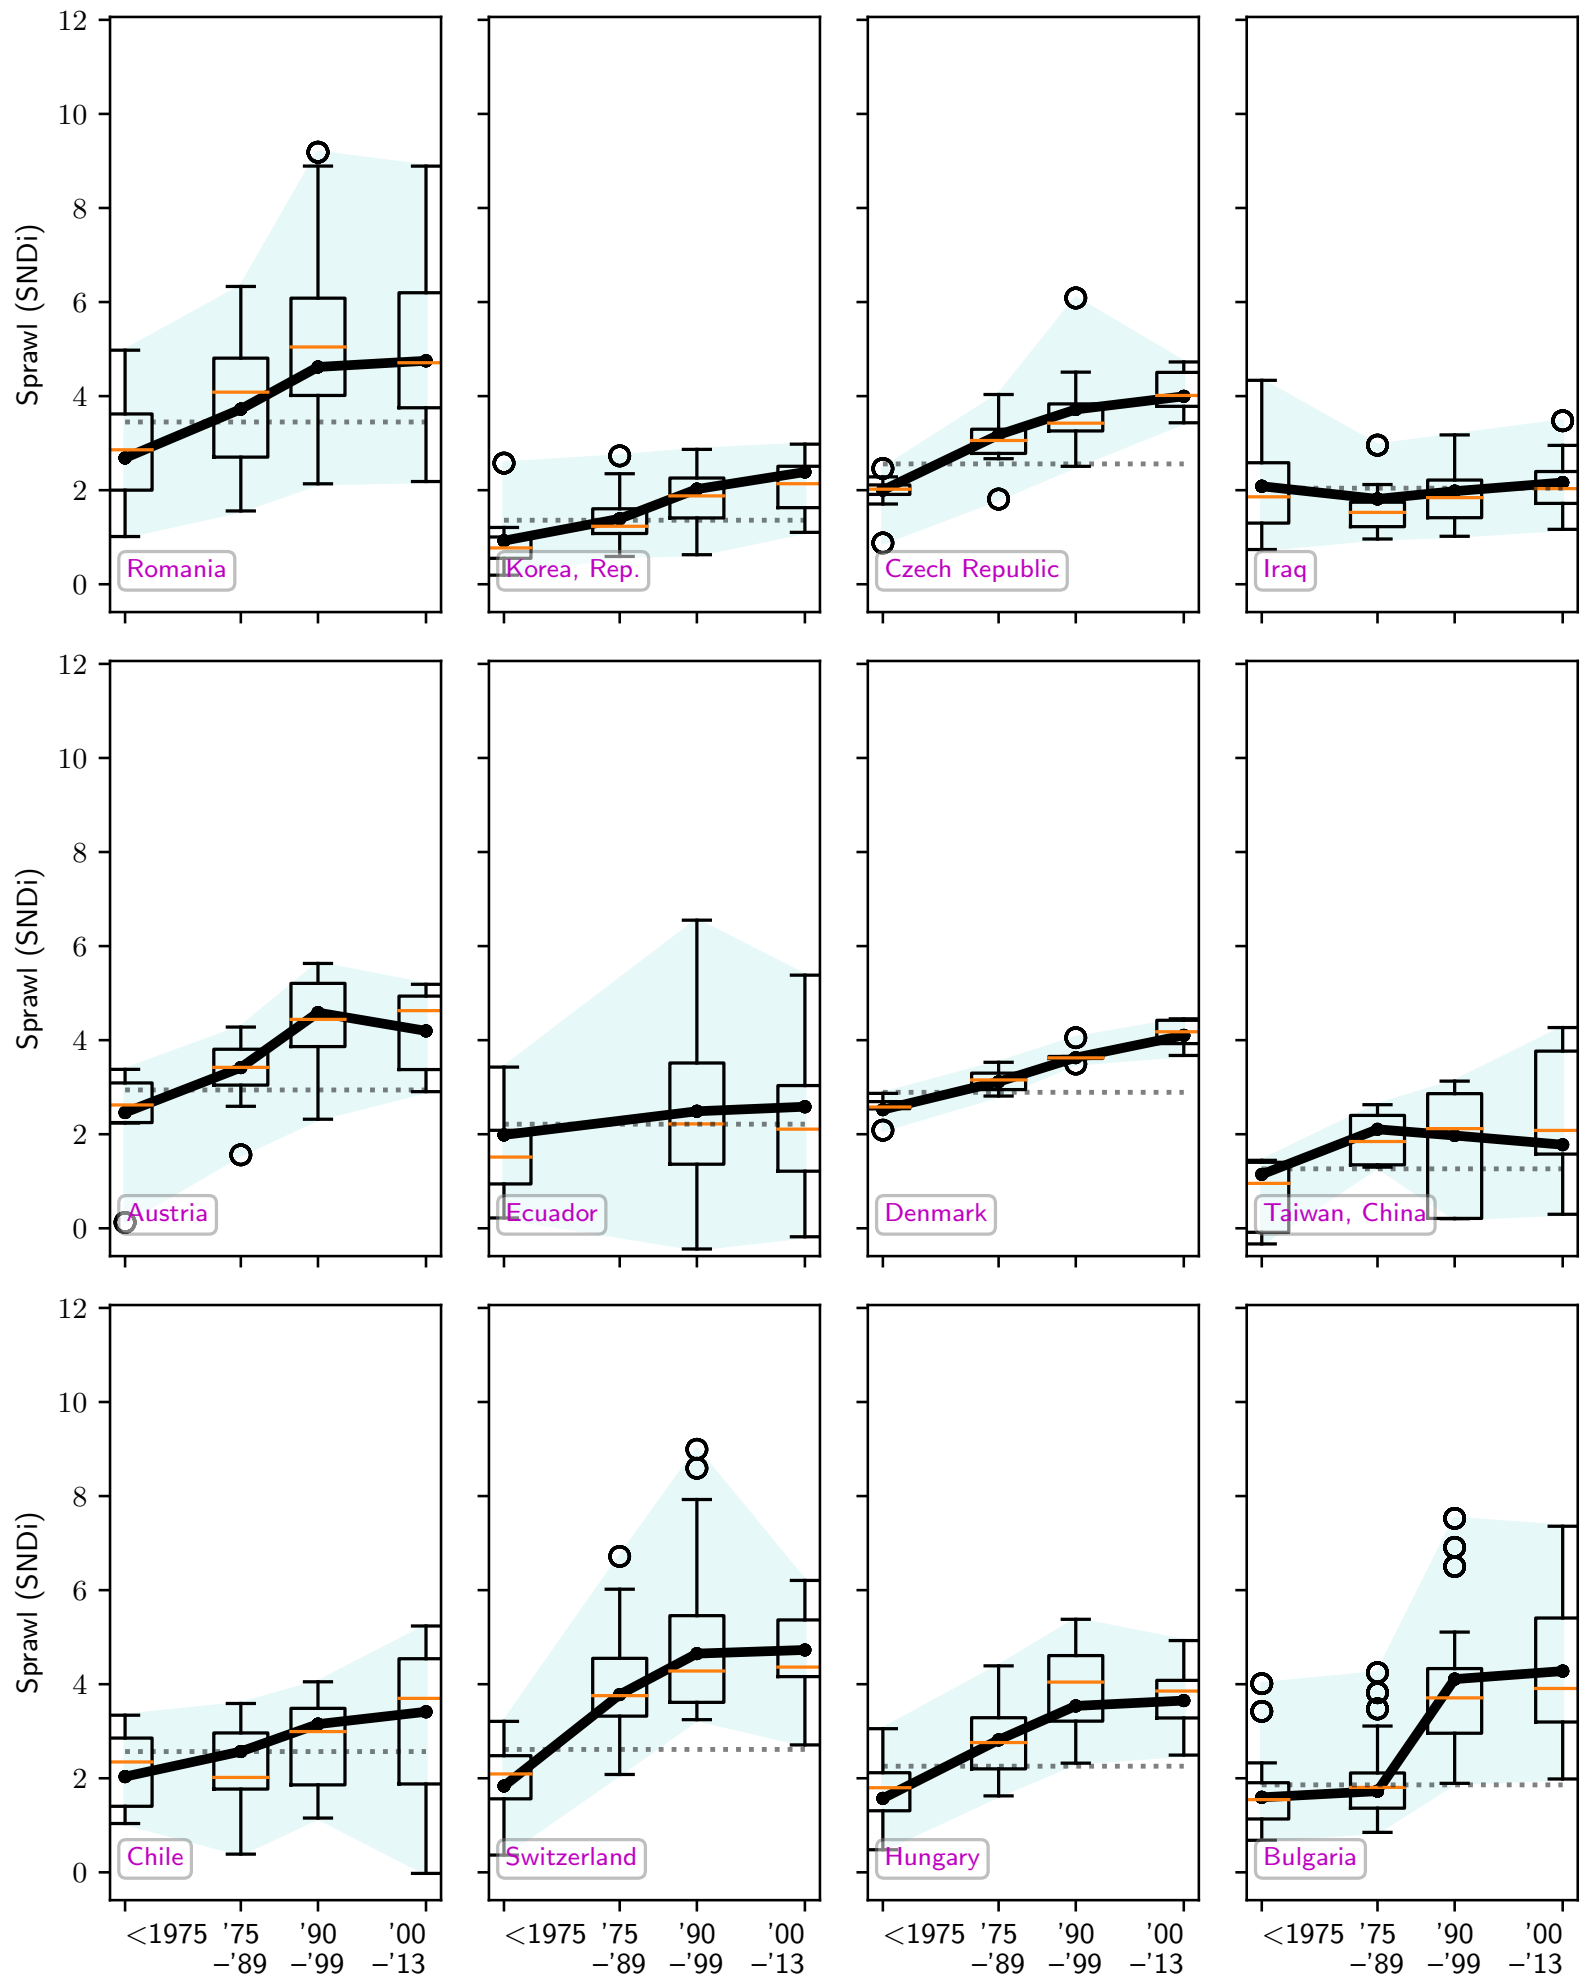 12
10
8
6
4
2
0
Sprawl (SNDi)
Romania
Korea, Rep.
Czech Republic
Iraq
12
10
8
6
4
2
0
Sprawl (SNDi)
Austria
Ecuador
Denmark
Taiwan, China
12
10
8
6
4
2
0
Sprawl (SNDi)
Chile
Switzerland
Hungary
Bulgaria
<1975 '75 '90 '00 <1975 '75 '90 '00 <1975 '75 '90 '00 <1975 '75 '90 '00
–'89 –'99 –'13 –'89 –'99 –'13 –'89 –'99 –'13 –'89 –'99 –'13